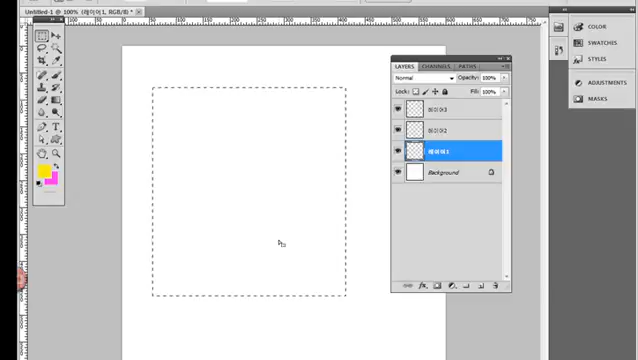 Untitled-1 @ 100% (레이어1, RGB/8) *
COLOR
SWATCHES
STYLES
ADJUSTMENTS
MASKS
LAYERS CHANNELS PATHS
Normal Opacity: 100%
Lock: Fill: 100%
레이어3
레이어2
레이어1
Background